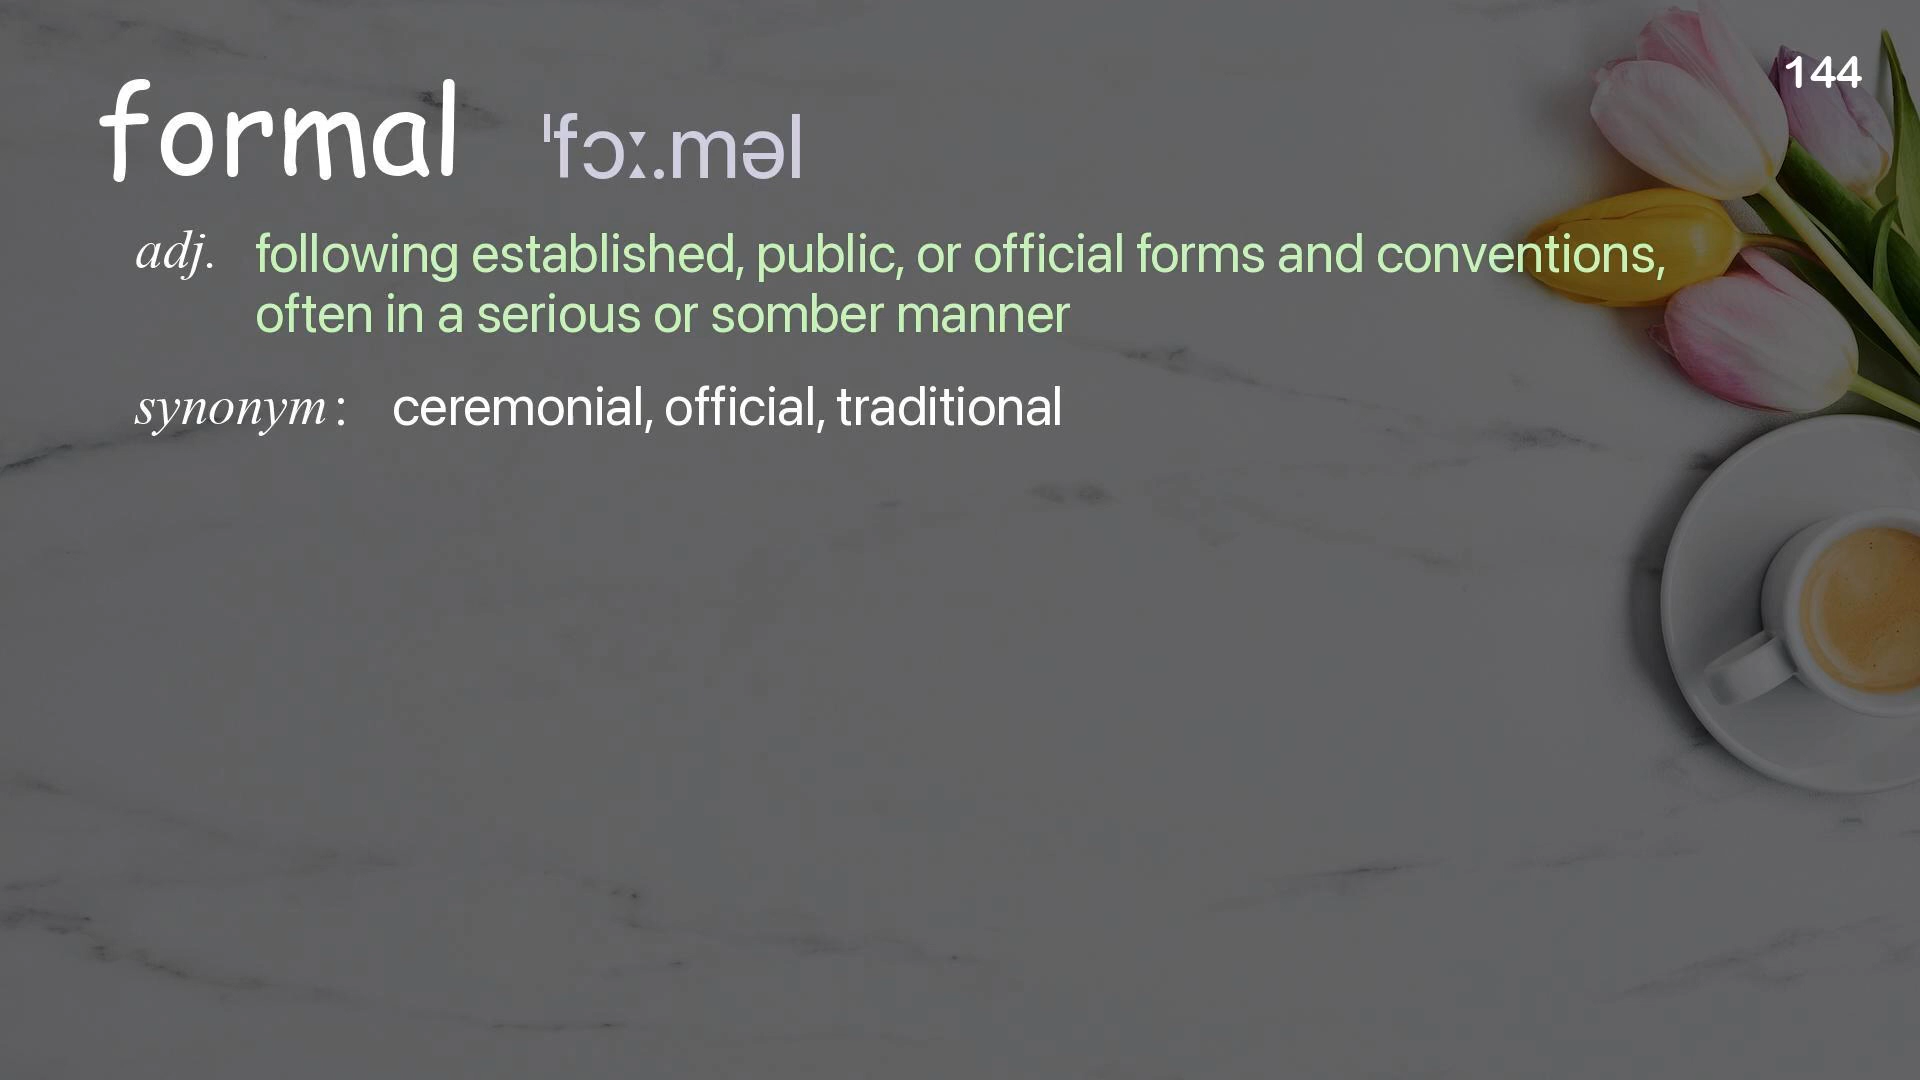 144
formal ˈfɔː.məl
adj. following established, public, or official forms and conventions,
often in a serious or somber manner
synonym : ceremonial, official, traditional